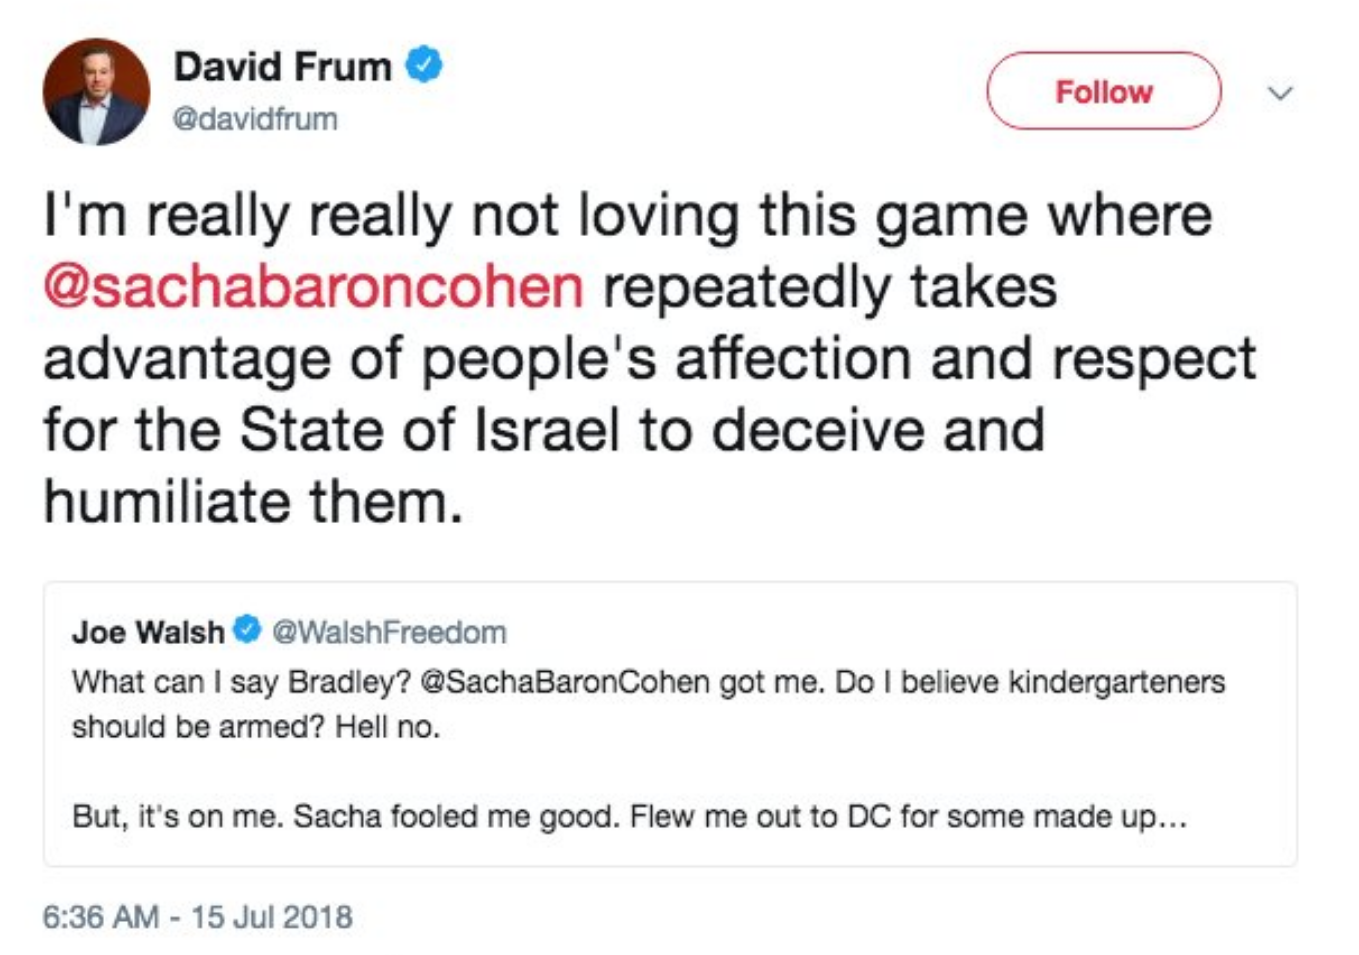 David Frum
@davidfrum
Follow
I'm really really not loving this game where
@sachabaroncohen repeatedly takes
advantage of people's affection and respect
for the State of Israel to deceive and
humiliate them.
Joe Walsh @WalshFreedom
What can I say Bradley? @SachaBaronCohen got me. Do I believe kindergarteners
should be armed? Hell no.
But, it's on me. Sacha fooled me good. Flew me out to DC for some made up...
6:36 AM - 15 Jul 2018